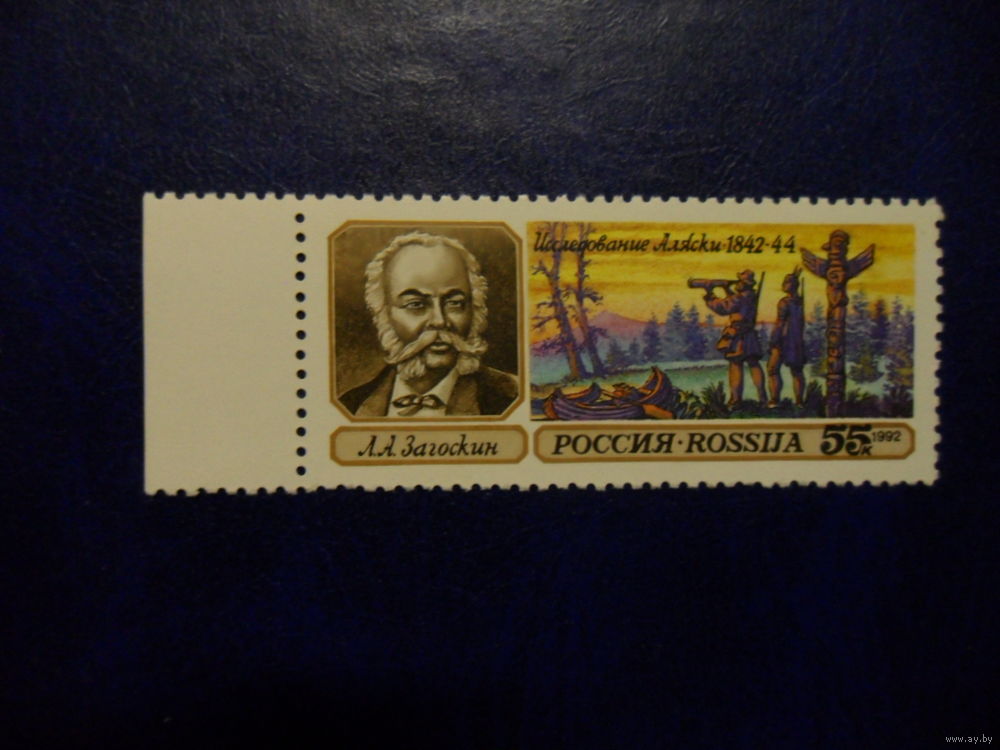 Исследование Аляски·1842-44
Л.А. Загоскин
РОССИЯ·ROSSIJA 55к 1992
www.ay.by